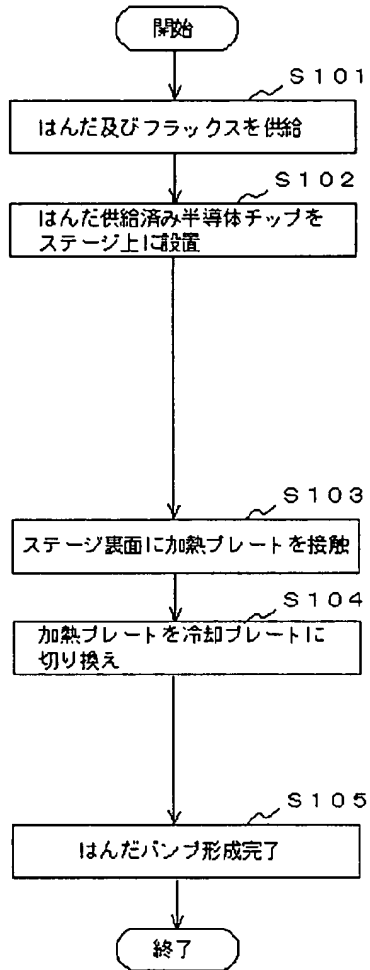 開始
S101
はんだ及びフラックスを供給
S102
はんだ供給済み半導体チップを
ステージ上に設置
S103
ステージ裏面に加熱プレートを接触
S104
加熱プレートを冷却プレートに
切り換え
S105
はんだバンプ形成完了
終了